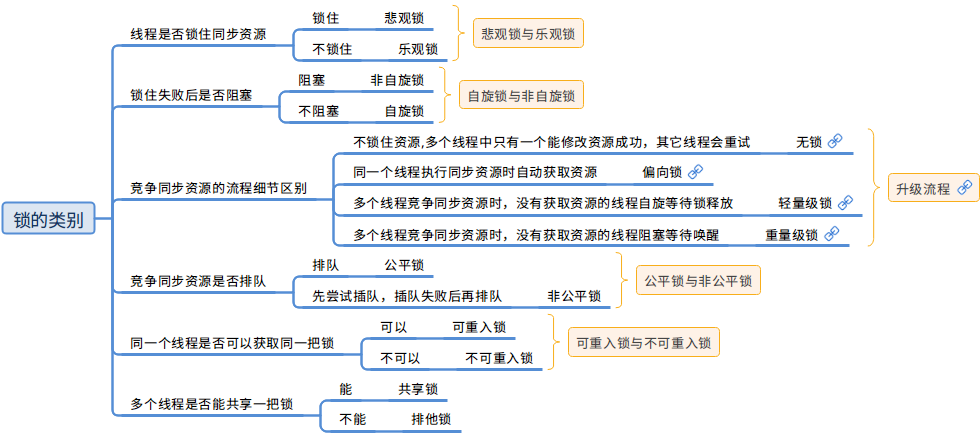 锁的类别
线程是否锁住同步资源
锁住 悲观锁
不锁住 乐观锁
悲观锁与乐观锁
锁住失败后是否阻塞
阻塞 非自旋锁
不阻塞 自旋锁
自旋锁与非自旋锁
竞争同步资源的流程细节区别
不锁住资源,多个线程中只有一个能修改资源成功，其它线程会重试 无锁
同一个线程执行同步资源时自动获取资源 偏向锁
多个线程竞争同步资源时，没有获取资源的线程自旋等待锁释放 轻量级锁
多个线程竞争同步资源时，没有获取资源的线程阻塞等待唤醒 重量级锁
升级流程
竞争同步资源是否排队
排队 公平锁
先尝试插队，插队失败后再排队 非公平锁
公平锁与非公平锁
同一个线程是否可以获取同一把锁
可以 可重入锁
不可以 不可重入锁
可重入锁与不可重入锁
多个线程是否能共享一把锁
能 共享锁
不能 排他锁